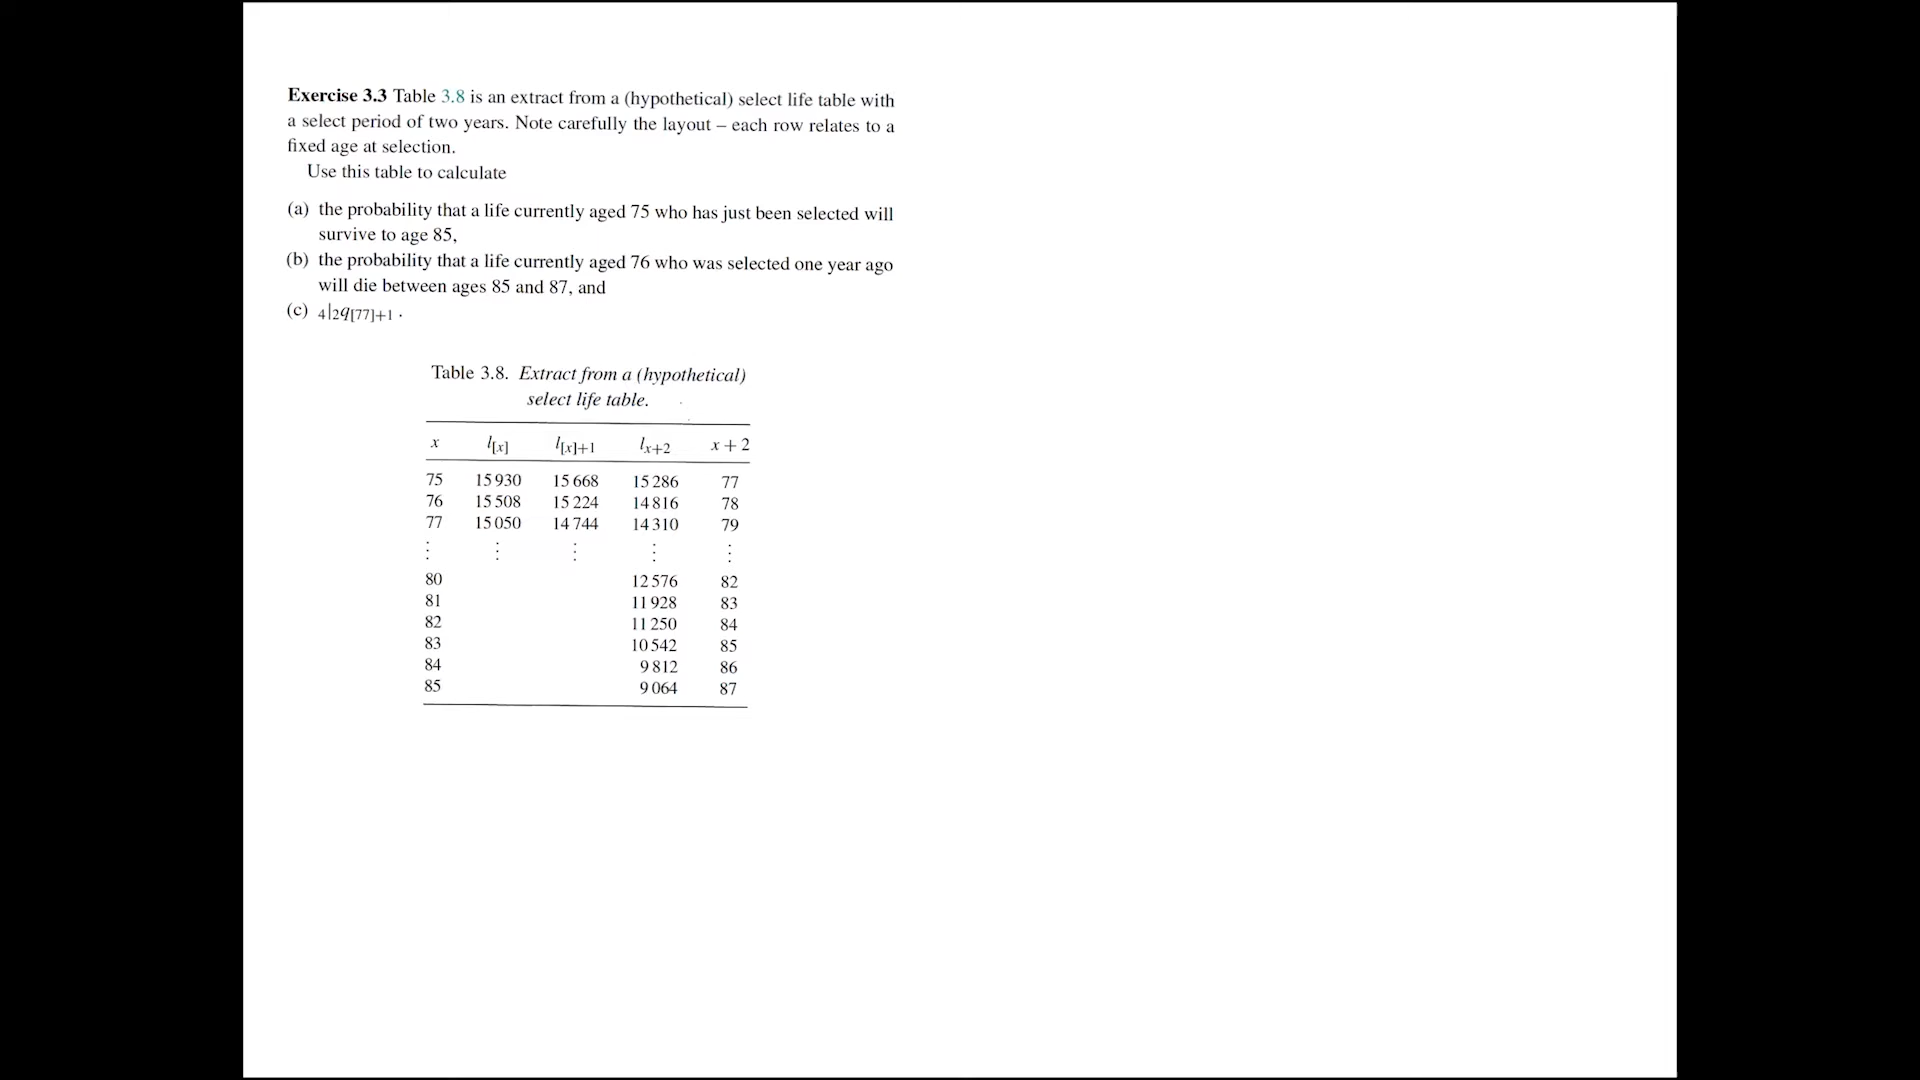 Exercise 3.3 Table 3.8 is an extract from a (hypothetical) select life table with
a select period of two years. Note carefully the layout – each row relates to a
fixed age at selection.
Use this table to calculate
(a) the probability that a life currently aged 75 who has just been selected will
survive to age 85,
(b) the probability that a life currently aged 76 who was selected one year ago
will die between ages 85 and 87, and
(c) 4|2q[77]+1 .
Table 3.8. Extract from a (hypothetical)
select life table.
x l[x] l[x]+1 lx+2 x + 2
75 15 930 15 668 15 286 77
76 15 508 15 224 14 816 78
77 15 050 14 744 14 310 79
⋮ ⋮ ⋮ ⋮ ⋮
80 12 576 82
81 11 928 83
82 11 250 84
83 10 542 85
84 9 812 86
85 9 064 87